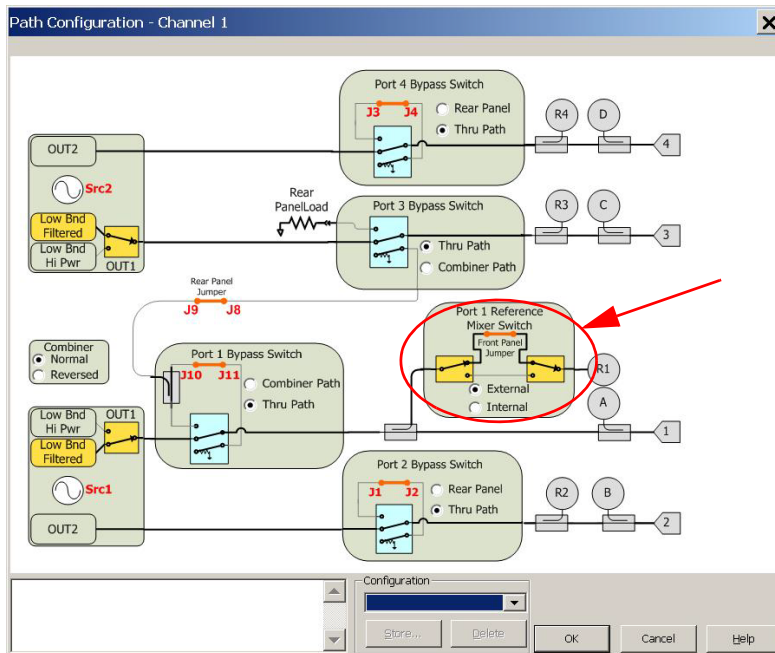 Path Configuration - Channel 1
Port 4 Bypass Switch
J3 J4
Rear Panel
Thru Path
R4
D
4
OUT2
Src2
Low Bnd
Filtered
Low Bnd
Hi Pwr
OUT1
Rear
PanelLoad
Port 3 Bypass Switch
Thru Path
Combiner Path
R3
C
3
Rear Panel
Jumper
J9 J8
Port 1 Reference
Mixer Switch
Front Panel
Jumper
External
Internal
R1
A
1
Combiner
Normal
Reversed
Port 1 Bypass Switch
J10 J11
Combiner Path
Thru Path
Low Bnd
Hi Pwr
OUT1
Low Bnd
Filtered
Src1
OUT2
Port 2 Bypass Switch
J1 J2
Rear Panel
Thru Path
R2
B
2
Configuration
Store...
Delete
OK
Cancel
Help